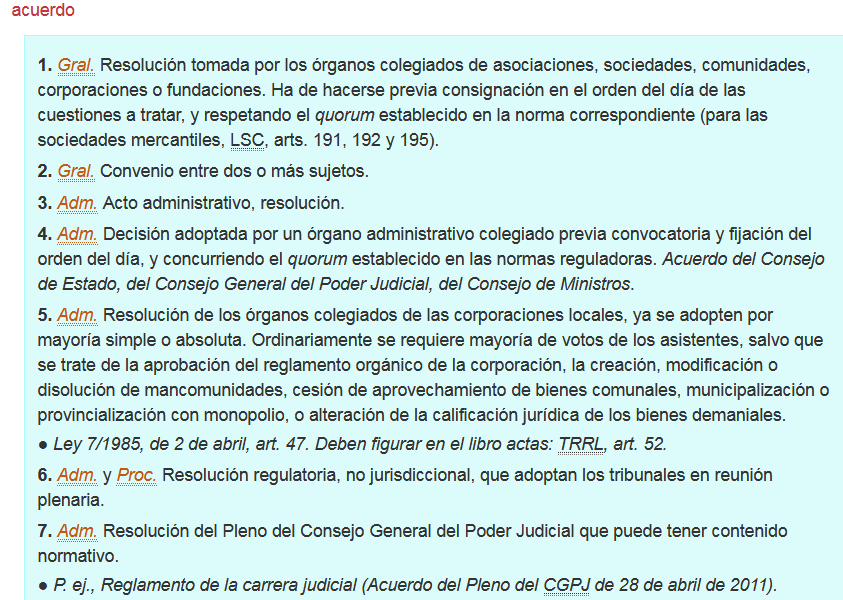 acuerdo
1. Gral. Resolución tomada por los órganos colegiados de asociaciones, sociedades, comunidades,
corporaciones o fundaciones. Ha de hacerse previa consignación en el orden del día de las
cuestiones a tratar, y respetando el quorum establecido en la norma correspondiente (para las
sociedades mercantiles, LSC, arts. 191, 192 y 195).
2. Gral. Convenio entre dos o más sujetos.
3. Adm. Acto administrativo, resolución.
4. Adm. Decisión adoptada por un órgano administrativo colegiado previa convocatoria y fijación del
orden del día, y concurriendo el quorum establecido en las normas reguladoras. Acuerdo del Consejo
de Estado, del Consejo General del Poder Judicial, del Consejo de Ministros.
5. Adm. Resolución de los órganos colegiados de las corporaciones locales, ya se adopten por
mayoría simple o absoluta. Ordinariamente se requiere mayoría de votos de los asistentes, salvo que
se trate de la aprobación del reglamento orgánico de la corporación, la creación, modificación o
disolución de mancomunidades, cesión de aprovechamiento de bienes comunales, municipalización o
provincialización con monopolio, o alteración de la calificación jurídica de los bienes demaniales.
● Ley 7/1985, de 2 de abril, art. 47. Deben figurar en el libro actas: TRRL, art. 52.
6. Adm. y Proc. Resolución regulatoria, no jurisdiccional, que adoptan los tribunales en reunión
plenaria.
7. Adm. Resolución del Pleno del Consejo General del Poder Judicial que puede tener contenido
normativo.
● P. ej., Reglamento de la carrera judicial (Acuerdo del Pleno del CGPJ de 28 de abril de 2011).